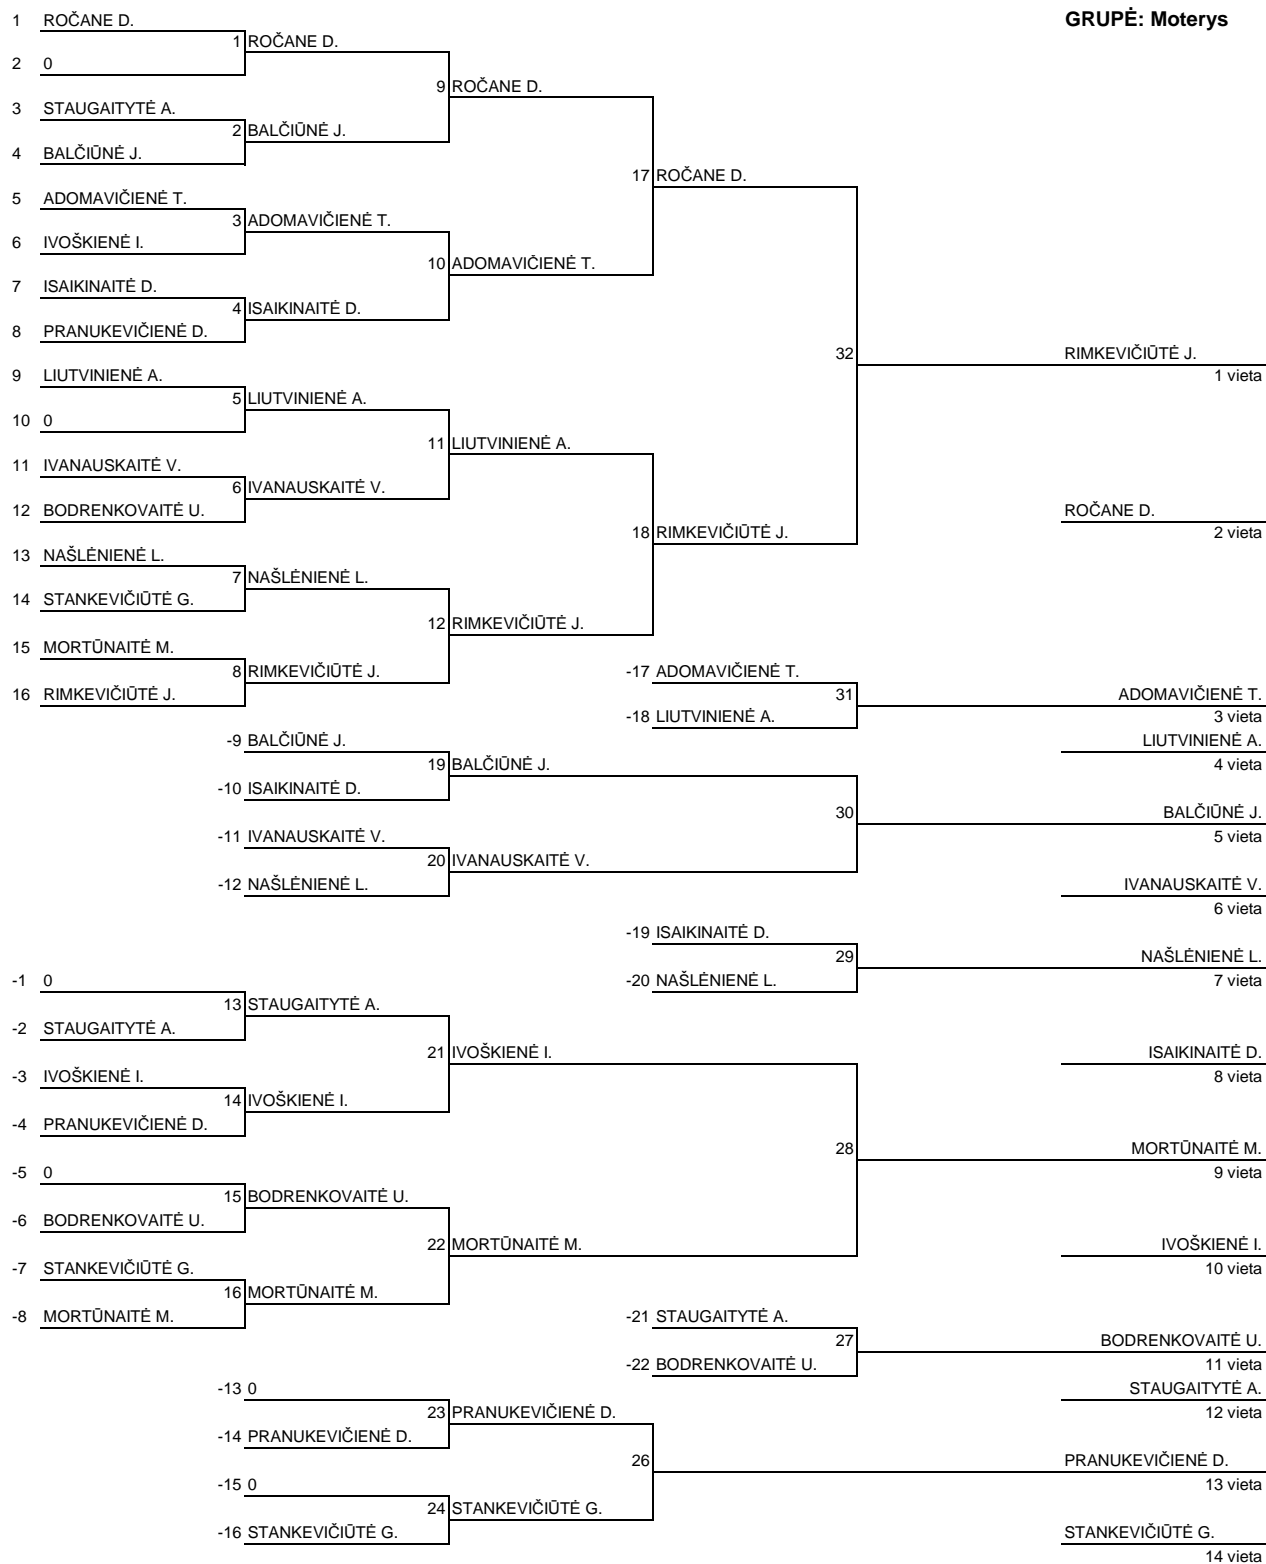 GRUPĖ: Moterys
1 ROČANE D.
1 ROČANE D.
2 0
9 ROČANE D.
3 STAUGAITYTĖ A.
2 BALČIŪNĖ J.
4 BALČIŪNĖ J.
17 ROČANE D.
5 ADOMAVIČIENĖ T.
3 ADOMAVIČIENĖ T.
6 IVOŠKIENĖ I.
10 ADOMAVIČIENĖ T.
7 ISAIKINAITĖ D.
4 ISAIKINAITĖ D.
8 PRANUKEVIČIENĖ D.
32 RIMKEVIČIŪTĖ J.
1 vieta
9 LIUTVINIENĖ A.
5 LIUTVINIENĖ A.
10 0
11 LIUTVINIENĖ A.
11 IVANAUSKAITĖ V.
6 IVANAUSKAITĖ V.
12 BODRENKOVAITĖ U.
ROČANE D.
2 vieta
18 RIMKEVIČIŪTĖ J.
13 NAŠLĖNIENĖ L.
7 NAŠLĖNIENĖ L.
14 STANKEVIČIŪTĖ G.
12 RIMKEVIČIŪTĖ J.
15 MORTŪNAITĖ M.
8 RIMKEVIČIŪTĖ J.
16 RIMKEVIČIŪTĖ J.
-17 ADOMAVIČIENĖ T.
31 ADOMAVIČIENĖ T.
-18 LIUTVINIENĖ A.
3 vieta
-9 BALČIŪNĖ J.
LIUTVINIENĖ A.
19 BALČIŪNĖ J.
4 vieta
-10 ISAIKINAITĖ D.
30 BALČIŪNĖ J.
-11 IVANAUSKAITĖ V.
5 vieta
20 IVANAUSKAITĖ V.
-12 NAŠLĖNIENĖ L.
IVANAUSKAITĖ V.
6 vieta
-19 ISAIKINAITĖ D.
29 NAŠLĖNIENĖ L.
-20 NAŠLĖNIENĖ L.
7 vieta
-1 0
13 STAUGAITYTĖ A.
-2 STAUGAITYTĖ A.
21 IVOŠKIENĖ I.
ISAIKINAITĖ D.
8 vieta
-3 IVOŠKIENĖ I.
14 IVOŠKIENĖ I.
-4 PRANUKEVIČIENĖ D.
28 MORTŪNAITĖ M.
9 vieta
-5 0
15 BODRENKOVAITĖ U.
-6 BODRENKOVAITĖ U.
22 MORTŪNAITĖ M.
IVOŠKIENĖ I.
10 vieta
-7 STANKEVIČIŪTĖ G.
16 MORTŪNAITĖ M.
-8 MORTŪNAITĖ M.
-21 STAUGAITYTĖ A.
27 BODRENKOVAITĖ U.
-22 BODRENKOVAITĖ U.
11 vieta
-13 0
STAUGAITYTĖ A.
23 PRANUKEVIČIENĖ D.
12 vieta
-14 PRANUKEVIČIENĖ D.
26 PRANUKEVIČIENĖ D.
-15 0
13 vieta
24 STANKEVIČIŪTĖ G.
-16 STANKEVIČIŪTĖ G.
STANKEVIČIŪTĖ G.
14 vieta